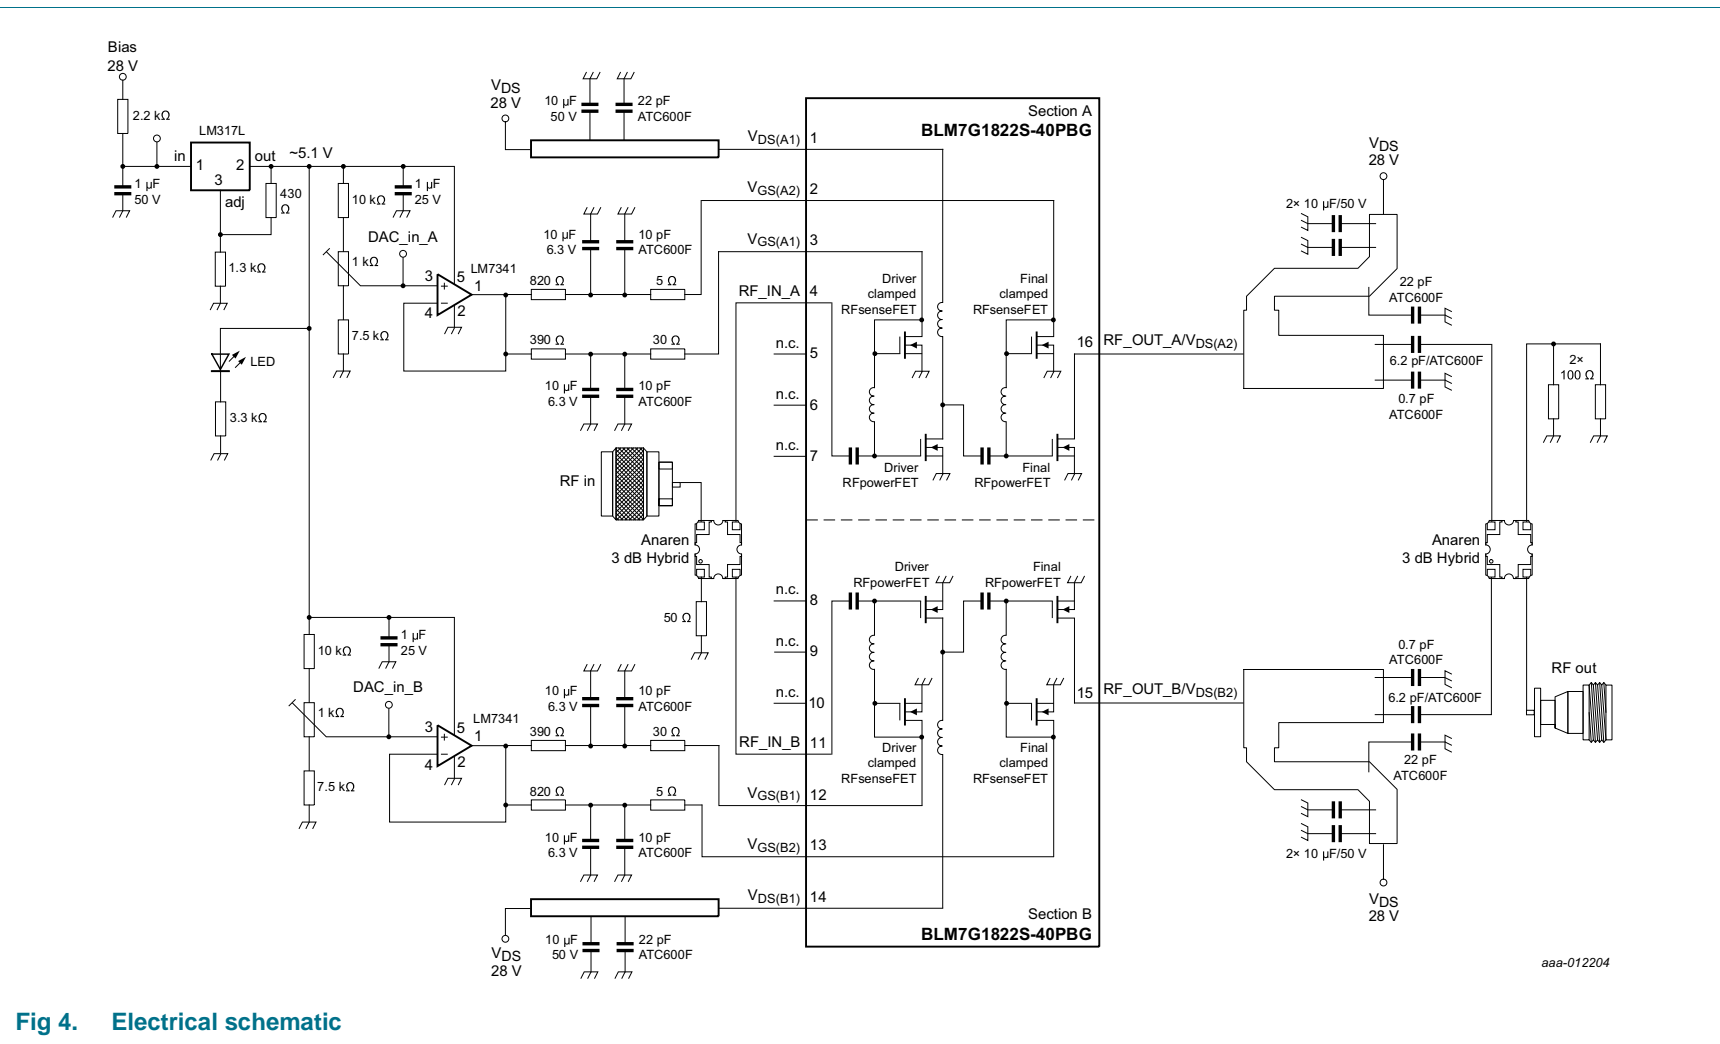 Bias
28 V
2.2 kΩ
LM317L
in
1
2
out
3
adj
~5.1 V
1 µF
50 V
430
Ω
1.3 kΩ
10 kΩ
1 µF
25 V
DAC_in_A
1 kΩ
7.5 kΩ
LM7341
3
5
1
4
2
+
−
LED
3.3 kΩ
VDS
28 V
10 µF
50 V
22 pF
ATC600F
10 µF
6.3 V
10 pF
ATC600F
820 Ω
5 Ω
390 Ω
30 Ω
10 µF
6.3 V
10 pF
ATC600F
VDS(A1) 1
VGS(A2) 2
VGS(A1) 3
RF_IN_A 4
n.c. 5
n.c. 6
n.c. 7
Section A
BLM7G1822S-40PBG
Driver
clamped
RFsenseFET
Final
clamped
RFsenseFET
Driver
RFpowerFET
Final
RFpowerFET
16 RF_OUT_A/VDS(A2)
VDS
28 V
2× 10 µF/50 V
22 pF
ATC600F
6.2 pF/ATC600F
0.7 pF
ATC600F
2×
100 Ω
RF in
Anaren
3 dB Hybrid
50 Ω
Anaren
3 dB Hybrid
n.c. 8
n.c. 9
n.c. 10
RF_IN_B 11
VGS(B1) 12
VGS(B2) 13
VDS(B1) 14
Driver
RFpowerFET
Final
RFpowerFET
Driver
clamped
RFsenseFET
Final
clamped
RFsenseFET
15 RF_OUT_B/VDS(B2)
0.7 pF
ATC600F
6.2 pF/ATC600F
22 pF
ATC600F
2× 10 µF/50 V
VDS
28 V
RF out
10 kΩ
1 µF
25 V
DAC_in_B
1 kΩ
7.5 kΩ
LM7341
3
5
1
4
2
+
−
10 µF
6.3 V
10 pF
ATC600F
390 Ω
30 Ω
820 Ω
5 Ω
10 µF
6.3 V
10 pF
ATC600F
VDS
28 V
10 µF
50 V
22 pF
ATC600F
Section B
BLM7G1822S-40PBG
aaa-012204
Fig 4. Electrical schematic